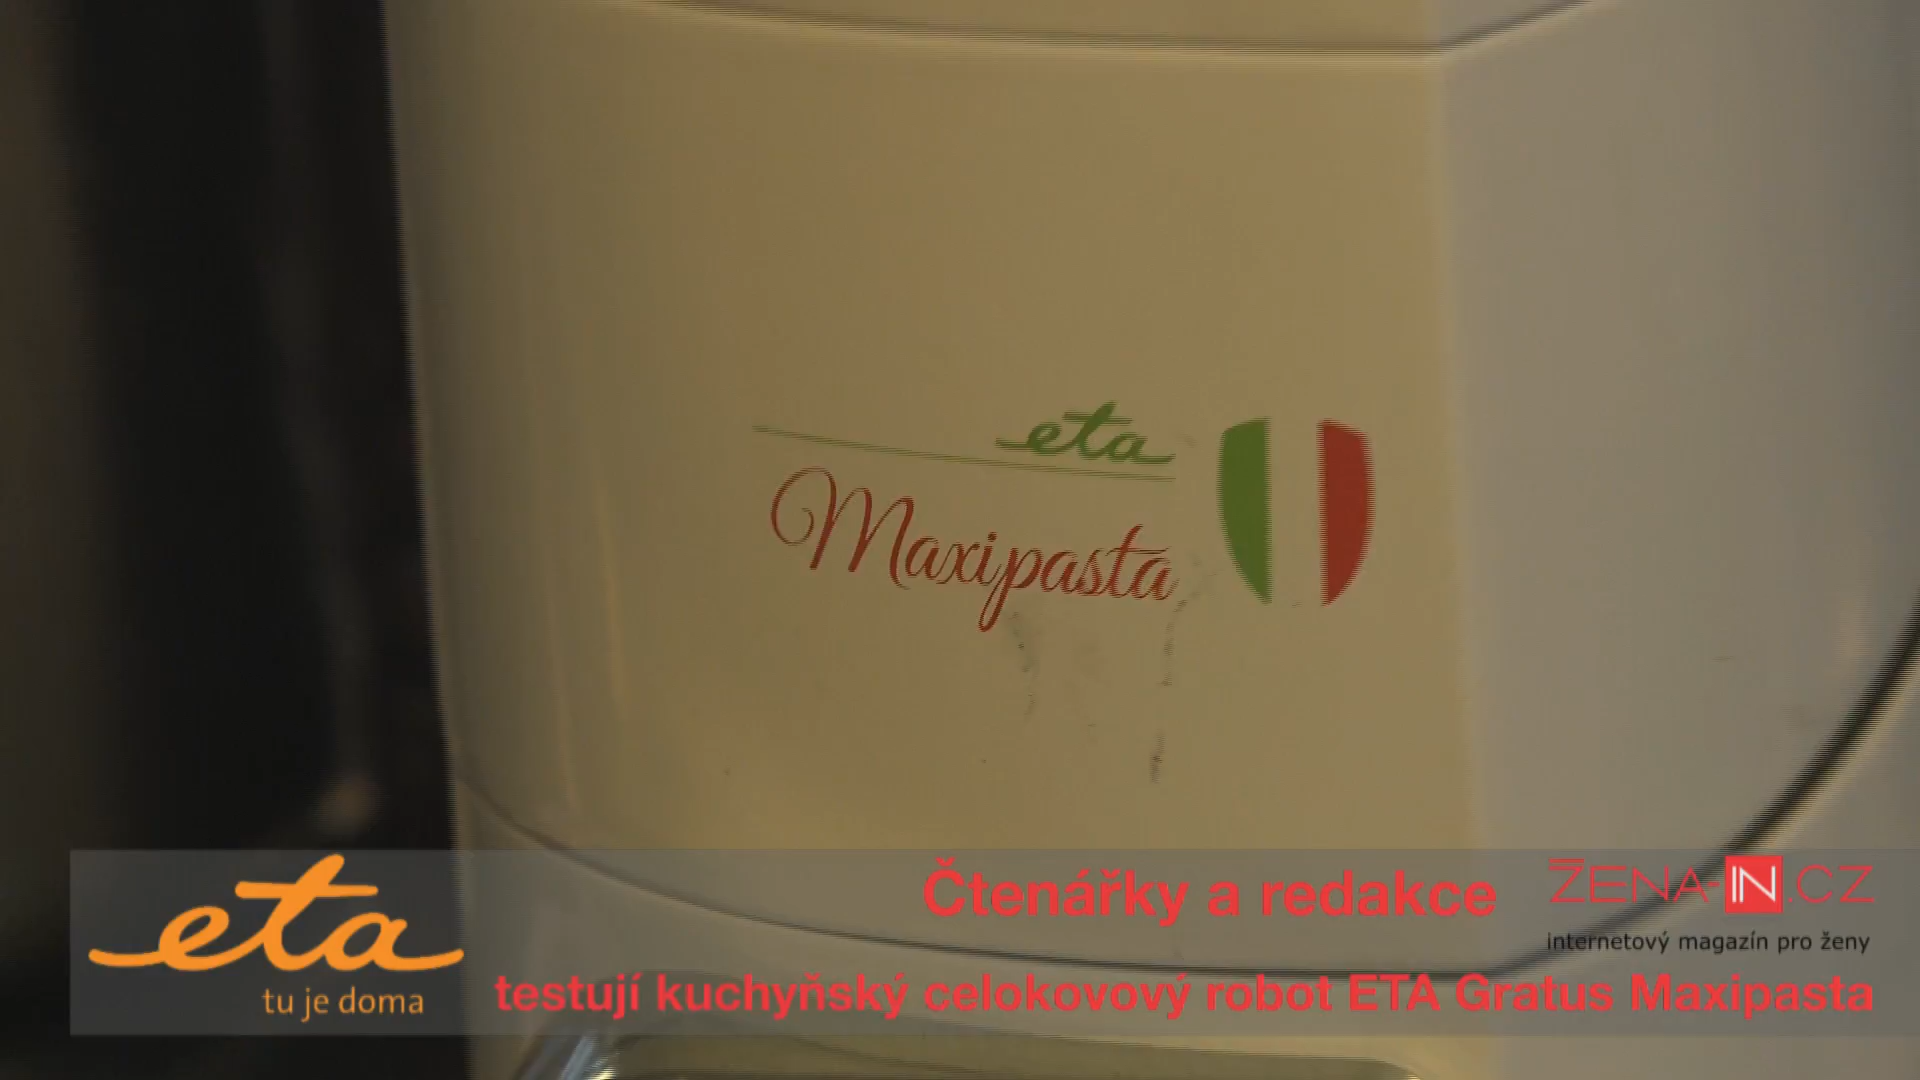 eta
Maxipasta
eta
tu je doma
Čtenářky a redakce
ŽENA-IN.CZ
internetový magazín pro ženy
testují kuchyňský celokovový robot ETA Gratus Maxipasta